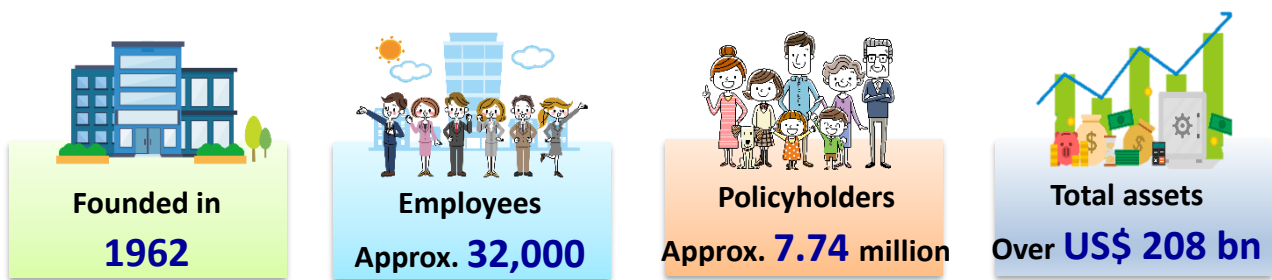 Founded in
1962
Employees
Approx. 32,000
Policyholders
Approx. 7.74 million
Total assets
Over US$ 208 bn